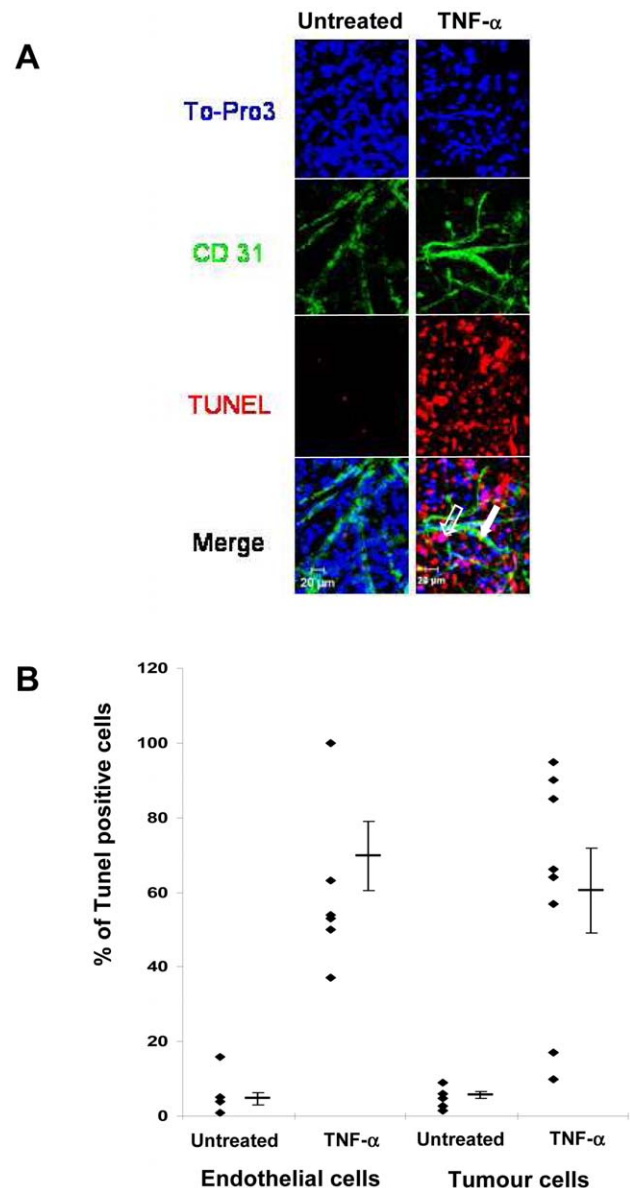 Untreated TNF-α
A
To-Pro3
CD 31
TUNEL
Merge
20 µm 20 µm
B
% of Tunel positive cells
120
100
80
60
40
20
0
Untreated TNF-α Untreated TNF-α
Endothelial cells Tumour cells